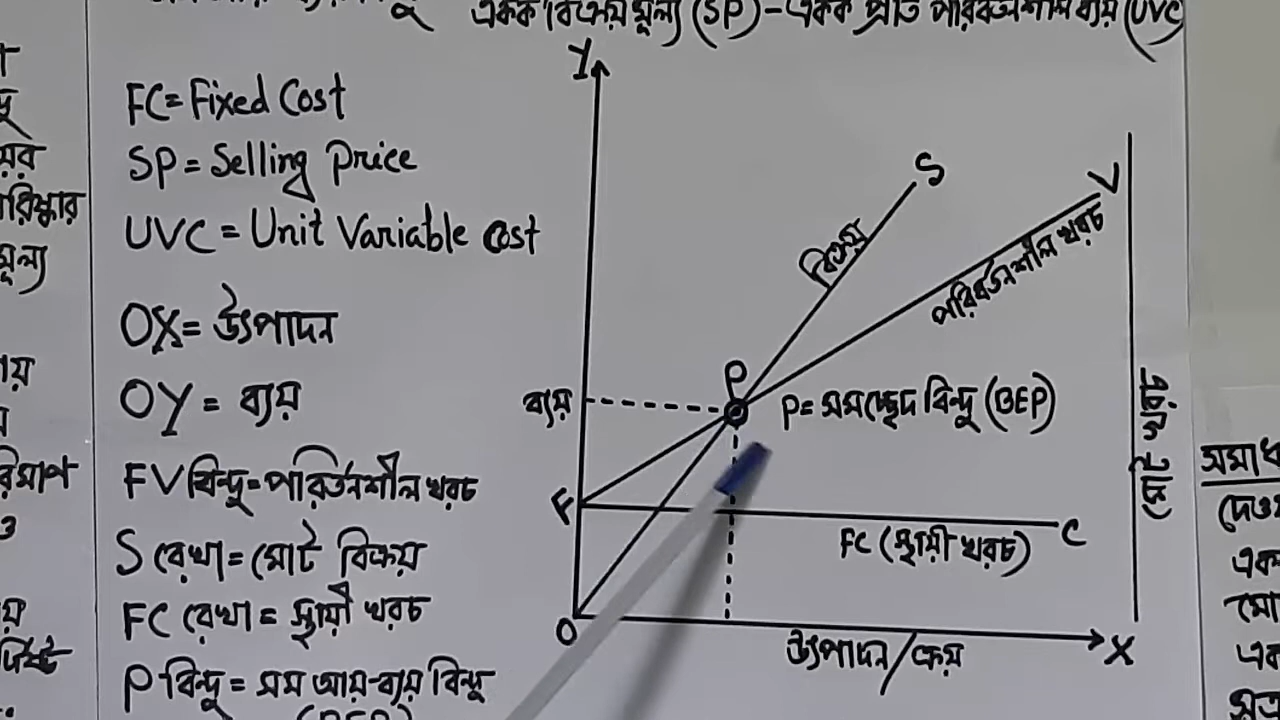 একক বিক্রয় মূল্য (SP) - একক প্রতি পরিবর্তনশীল ব্যয় (UVC)
FC = Fixed Cost
SP = Selling Price
UVC = Unit Variable Cost
OX = উৎপাদন
OY = ব্যয়
FV বিন্দু = পরির্তনশীল খরচ
S রেখা = মোট বিক্রয়
FC রেখা = স্থায়ী খরচ
P-বিন্দু = সম আয়-ব্যয় বিন্দু
(BEP)
Y
S
বিক্রয়
V
পরিবর্তনশীল খরচ
P
ব্যয়
P = সমচ্ছেদ বিন্দু (BEP)
মোট খরচ
F
C
FC (স্থায়ী খরচ)
O
উৎপাদন/ক্রয়
X
মূল্য